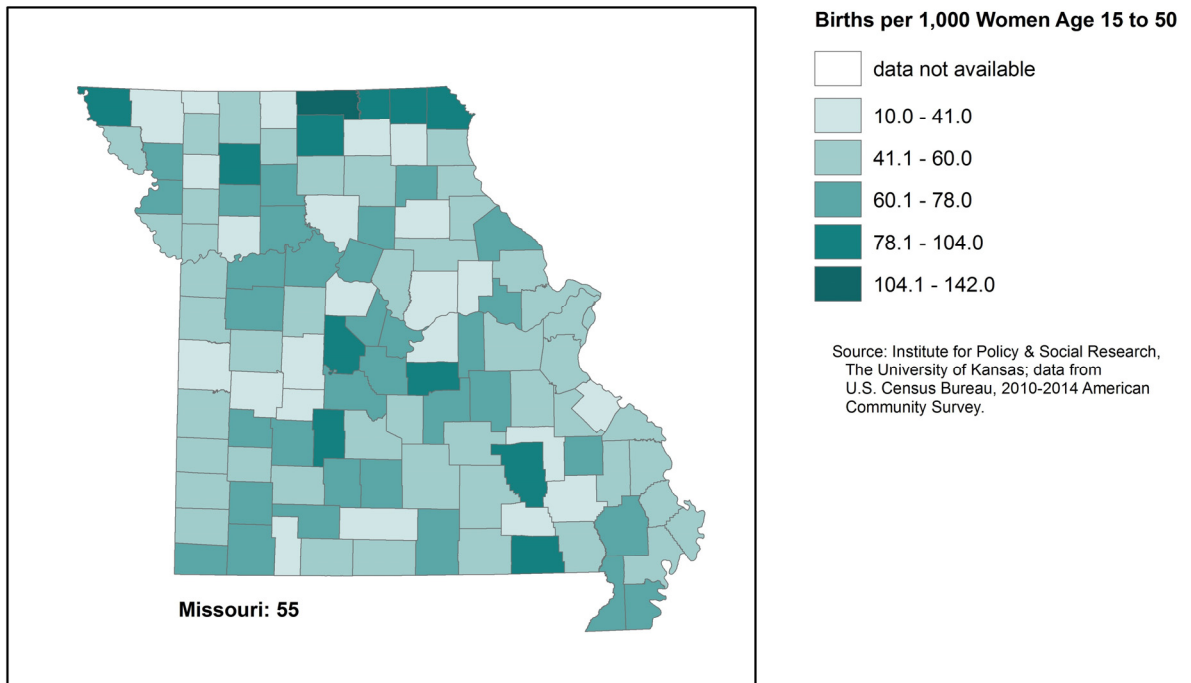 Births per 1,000 Women Age 15 to 50
data not available
10.0 - 41.0
41.1 - 60.0
60.1 - 78.0
78.1 - 104.0
104.1 - 142.0
Source: Institute for Policy & Social Research,
The University of Kansas; data from
U.S. Census Bureau, 2010-2014 American
Community Survey.
Missouri: 55